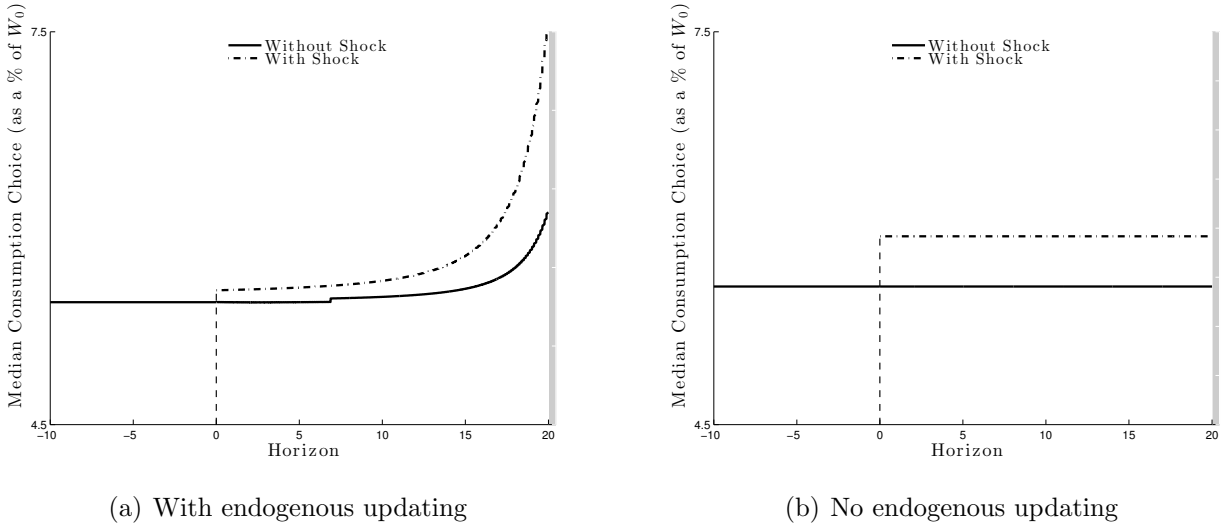 Median Consumption Choice (as a % of W₀)
7.5
4.5
Without Shock
With Shock
−10 −5 0 5 10 15 20
Horizon
(a) With endogenous updating
Median Consumption Choice (as a % of W₀)
7.5
4.5
Without Shock
With Shock
−10 −5 0 5 10 15 20
Horizon
(b) No endogenous updating